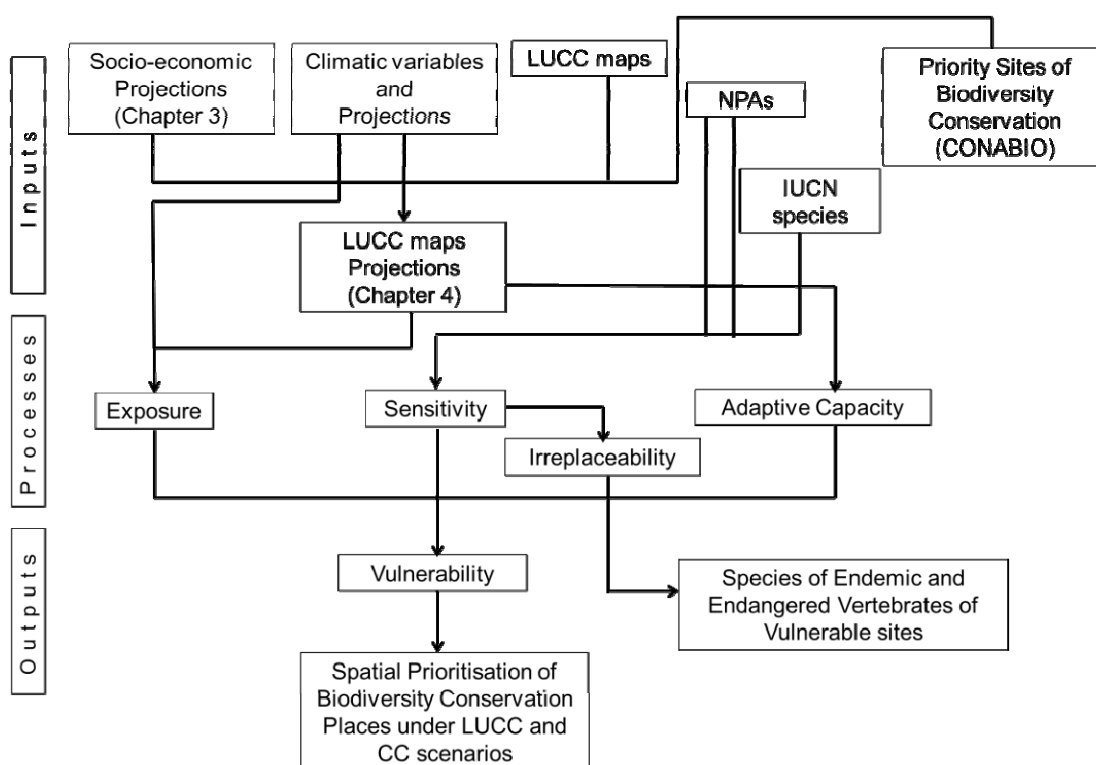 Inputs
Socio-economic
Projections
(Chapter 3)
Climatic variables
and
Projections
LUCC maps
NPAs
Priority Sites of
Biodiversity
Conservation
(CONABIO)
IUCN
species
LUCC maps
Projections
(Chapter 4)
Processes
Exposure
Sensitivity
Adaptive Capacity
Irreplaceability
Outputs
Vulnerability
Species of Endemic and
Endangered Vertebrates of
Vulnerable sites
Spatial Prioritisation of
Biodiversity Conservation
Places under LUCC and
CC scenarios